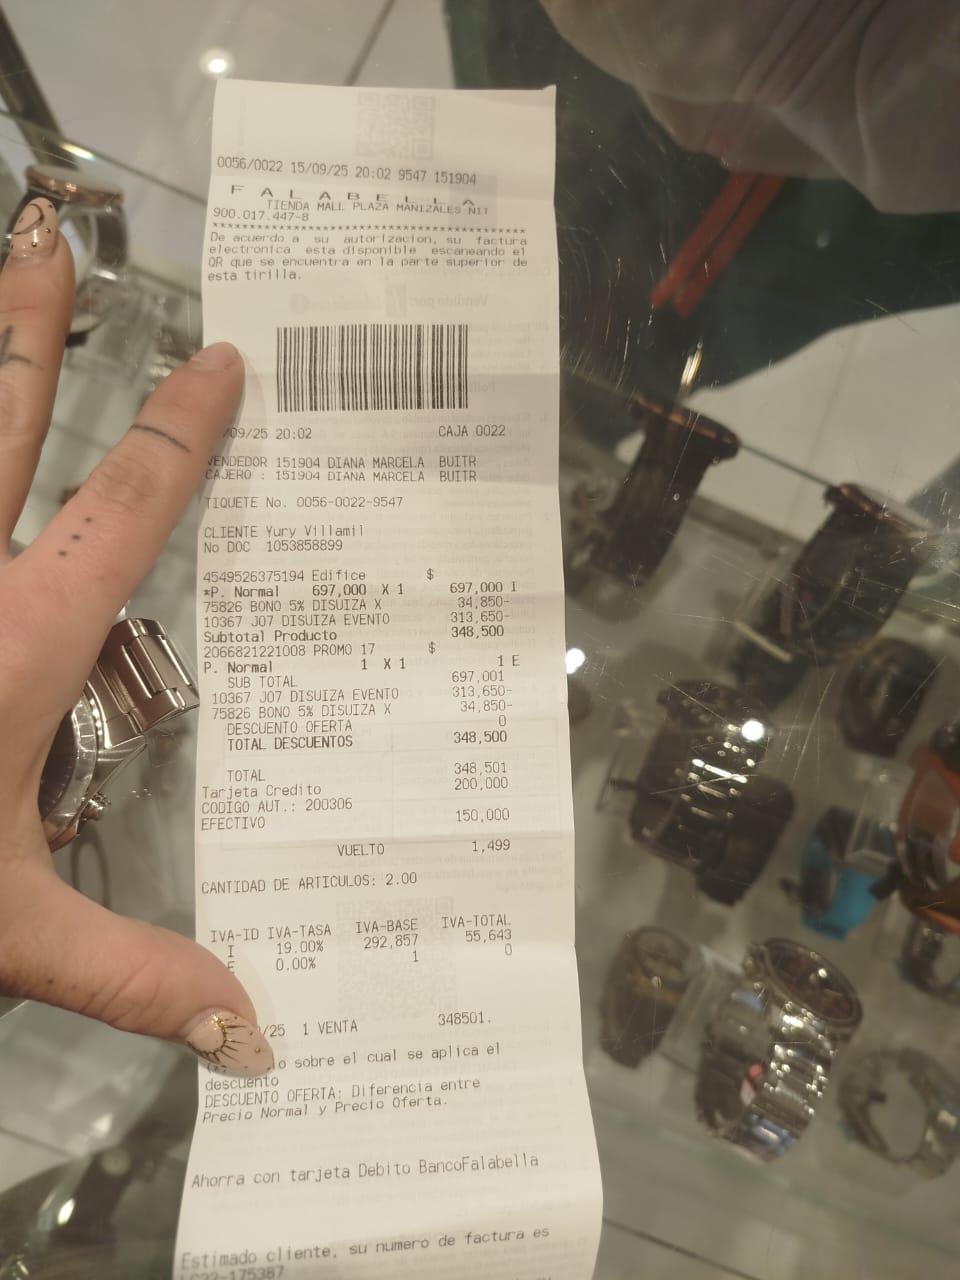 0056/0022 15/09/25 20:02 9547 151904
F A L A B E L L A
TIENDA MALL PLAZA MANIZALES NIT
900.017.447-8
**************************************
De acuerdo a su autorizacion, su factura
electronica esta disponible escaneando el
QR que se encuentra en la parte superior de
esta tirilla.
/09/25 20:02 CAJA 0022
VENDEDOR 151904 DIANA MARCELA BUITR
CAJERO : 151904 DIANA MARCELA BUITR
TIQUETE No. 0056-0022-9547
CLIENTE Yury Villamil
No DOC 1053858899
4549526375194 Edifice $
*P. Normal 697,000 X 1 697,000 I
75826 BONO 5% DISUIZA X 34,850-
10367 J07 DISUIZA EVENTO 313,650-
Subtotal Producto 348,500
2066821221008 PROMO 17 $
P. Normal 1 X 1 1 E
SUB TOTAL 697,001
10367 J07 DISUIZA EVENTO 313,650-
75826 BONO 5% DISUIZA X 34,850-
DESCUENTO OFERTA 0
TOTAL DESCUENTOS 348,500
TOTAL 348,501
Tarjeta Credito 200,000
CODIGO AUT.: 200306
EFECTIVO 150,000
VUELTO 1,499
CANTIDAD DE ARTICULOS: 2.00
IVA-ID IVA-TASA IVA-BASE IVA-TOTAL
I 19.00% 292,857 55,643
E 0.00% 1 0
/25 1 VENTA 348501.
sobre el cual se aplica el
descuento
DESCUENTO OFERTA: Diferencia entre
Precio Normal y Precio Oferta.
Ahorra con tarjeta Debito BancoFalabella
Estimado cliente, su numero de factura es
-175387